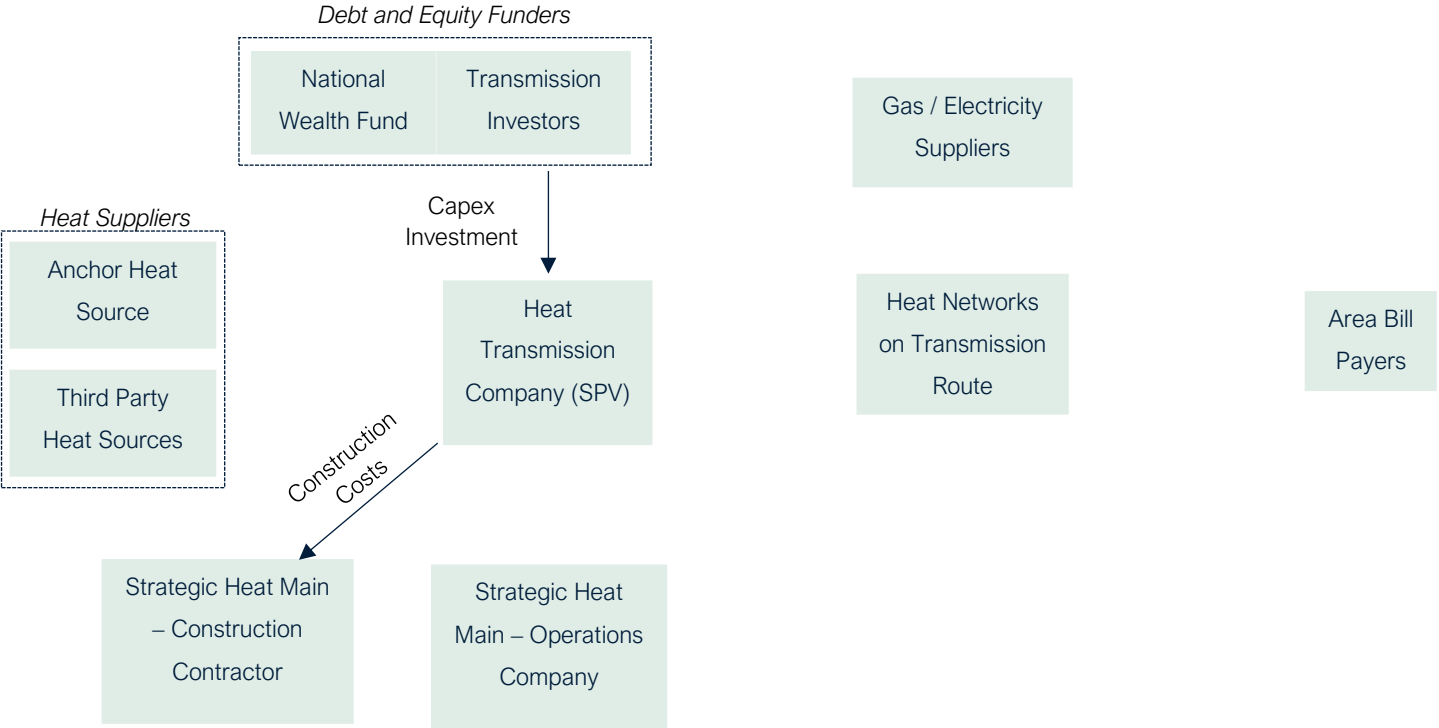 Debt and Equity Funders
National
Wealth Fund
Transmission
Investors
Gas / Electricity
Suppliers
Capex
Investment
Heat Suppliers
Anchor Heat
Source
Third Party
Heat Sources
Heat
Transmission
Company (SPV)
Heat Networks
on Transmission
Route
Area Bill
Payers
Construction
Costs
Strategic Heat Main
– Construction
Contractor
Strategic Heat
Main – Operations
Company